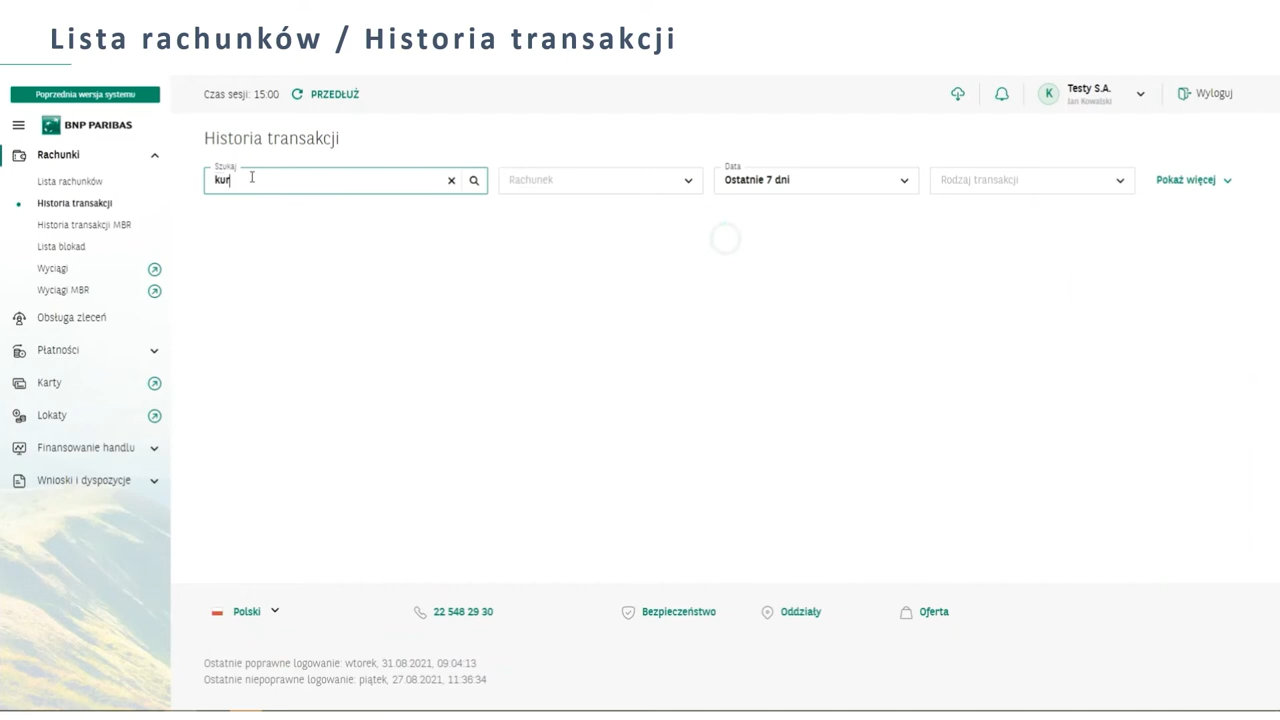 Lista rachunków / Historia transakcji
Poprzednia wersja systemu
Czas sesji: 15:00 PRZEDŁUŻ
K Testy S.A.
Jan Kowalski
Wyloguj
BNP PARIBAS
Rachunki
Lista rachunków
Historia transakcji
Historia transakcji MBR
Lista blokad
Wyciągi
Wyciągi MBR
Obsługa zleceń
Płatności
Karty
Lokaty
Finansowanie handlu
Wnioski i dyspozycje
Historia transakcji
Szukaj
kur
Rachunek
Data
Ostatnie 7 dni
Rodzaj transakcji
Pokaż więcej
Polski
22 548 29 30
Bezpieczeństwo
Oddziały
Oferta
Ostatnie poprawne logowanie: wtorek, 31.08.2021, 09:04:13
Ostatnie niepoprawne logowanie: piątek, 27.08.2021, 11:36:34